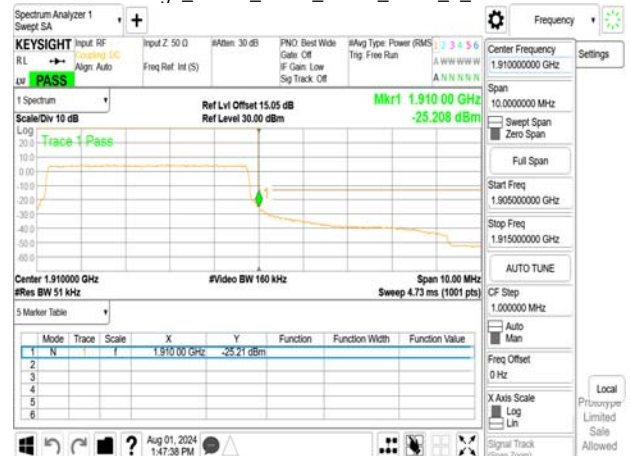 Spectrum Analyzer 1
Swept SA
+
Frequency
KEYSIGHT Input: RF Input Z: 50 Ω #Atten: 30 dB PNO: Best Wide #Avg Type: Power (RMS 1 2 3 4 5 6
RL Coupling: DC Gate: Off Trig: Free Run A W W W W W
Align: Auto Freq Ref: Int (S) IF Gain: Low
LW PASS Sig Track: Off A N N N N N
1 Spectrum
Ref Lvl Offset 15.05 dB Mkr1 1.910 00 GHz
Scale/Div 10 dB Ref Level 30.00 dBm -25.208 dBm
Log
Trace 1 Pass
20.0
10.0
0.00
-10.0
-20.0
-30.0
-40.0
-50.0
-60.0
1
Center 1.910000 GHz #Video BW 160 kHz Span 10.00 MHz
#Res BW 51 kHz Sweep 4.73 ms (1001 pts)
5 Marker Table
Mode Trace Scale X Y Function Function Width Function Value
1 N 1 f 1.910 00 GHz -25.21 dBm
2
3
4
5
6
Aug 01, 2024
1:47:38 PM
Center Frequency
1.910000000 GHz
Settings
Span
10.0000000 MHz
Swept Span
Zero Span
Full Span
Start Freq
1.905000000 GHz
Stop Freq
1.915000000 GHz
AUTO TUNE
CF Step
1.000000 MHz
Auto
Man
Freq Offset
0 Hz
X Axis Scale
Log
Lin
Signal Track
(Span Zoom)
Local
Prototype
Limited
Sale
Allowed